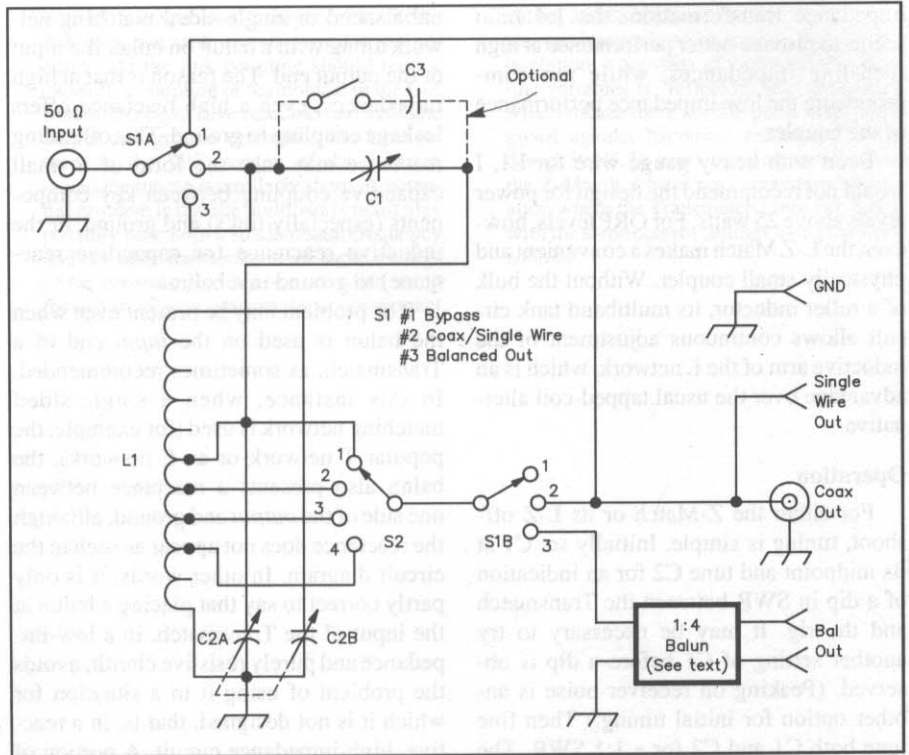 50 Ω
Input
S1A
1
2
3
C3
Optional
C1
S1 #1 Bypass
#2 Coax/Single Wire
#3 Balanced Out
GND
Single
Wire
Out
L1
1
2
3
4
S2
1
2
3
S1B
Coax
Out
C2A
C2B
1:4
Balun
(See text)
Bal
Out